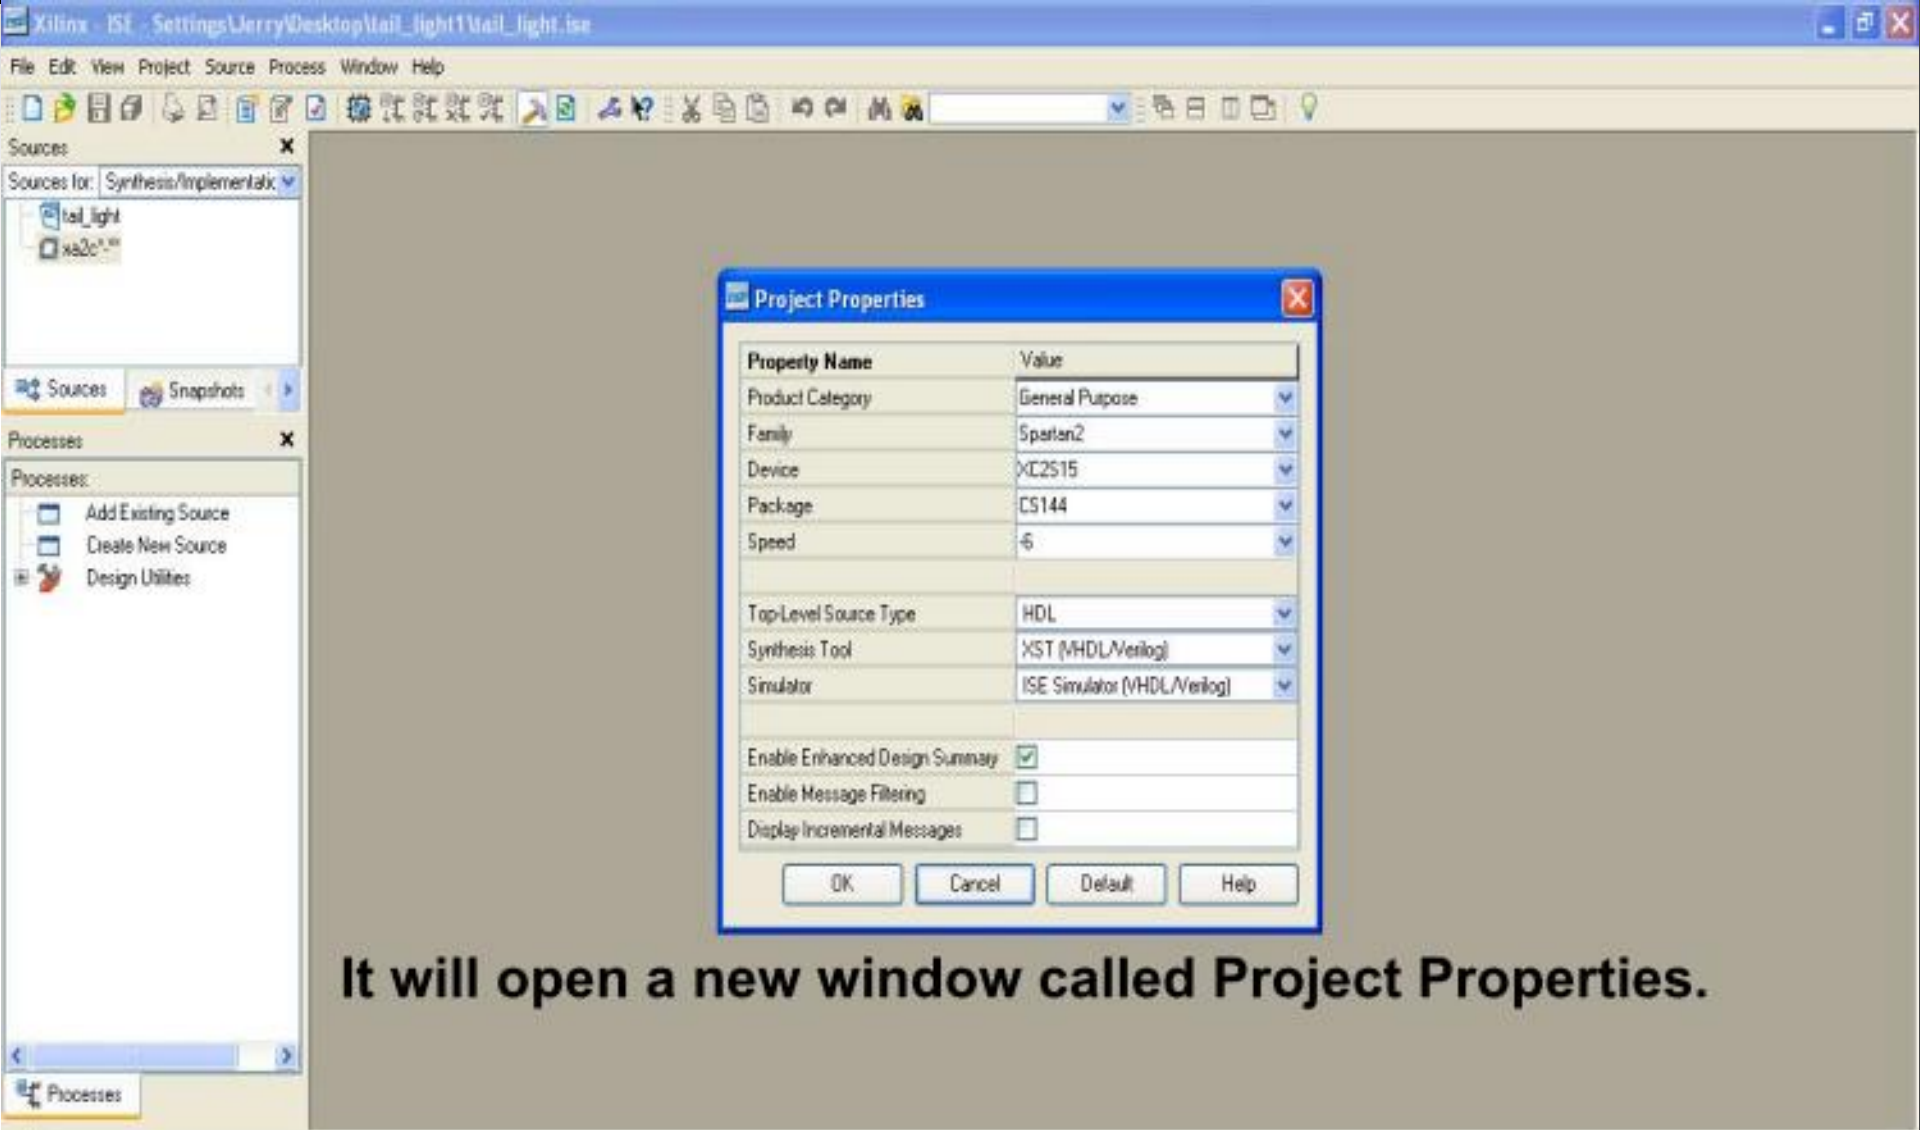 Xilinx - ISE - Settings\Jerry\Desktop\tail_light1\tail_light.ise
File Edit View Project Source Process Window Help
Sources
Sources for: Synthesis/Implementatic
tail_light
xa2c*-**
Sources Snapshots
Processes
Processes:
Add Existing Source
Create New Source
Design Utilities
Processes
Project Properties
Property Name Value
Product Category General Purpose
Family Spartan2
Device XC2S15
Package CS144
Speed -6
Top-Level Source Type HDL
Synthesis Tool XST (VHDL/Verilog)
Simulator ISE Simulator (VHDL/Verilog)
Enable Enhanced Design Summary
Enable Message Filtering
Display Incremental Messages
OK Cancel Default Help
It will open a new window called Project Properties.